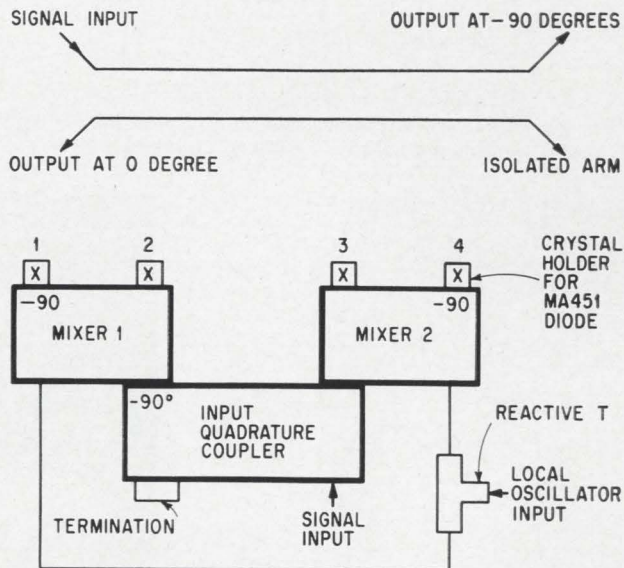 SIGNAL INPUT
OUTPUT AT-90 DEGREES
OUTPUT AT 0 DEGREE
ISOLATED ARM
1
2
3
4
CRYSTAL
HOLDER
FOR
MA451
DIODE
X
X
X
X
-90
MIXER 1
MIXER 2
-90
-90°
INPUT
QUADRATURE
COUPLER
REACTIVE T
LOCAL
OSCILLATOR
INPUT
TERMINATION
SIGNAL
INPUT